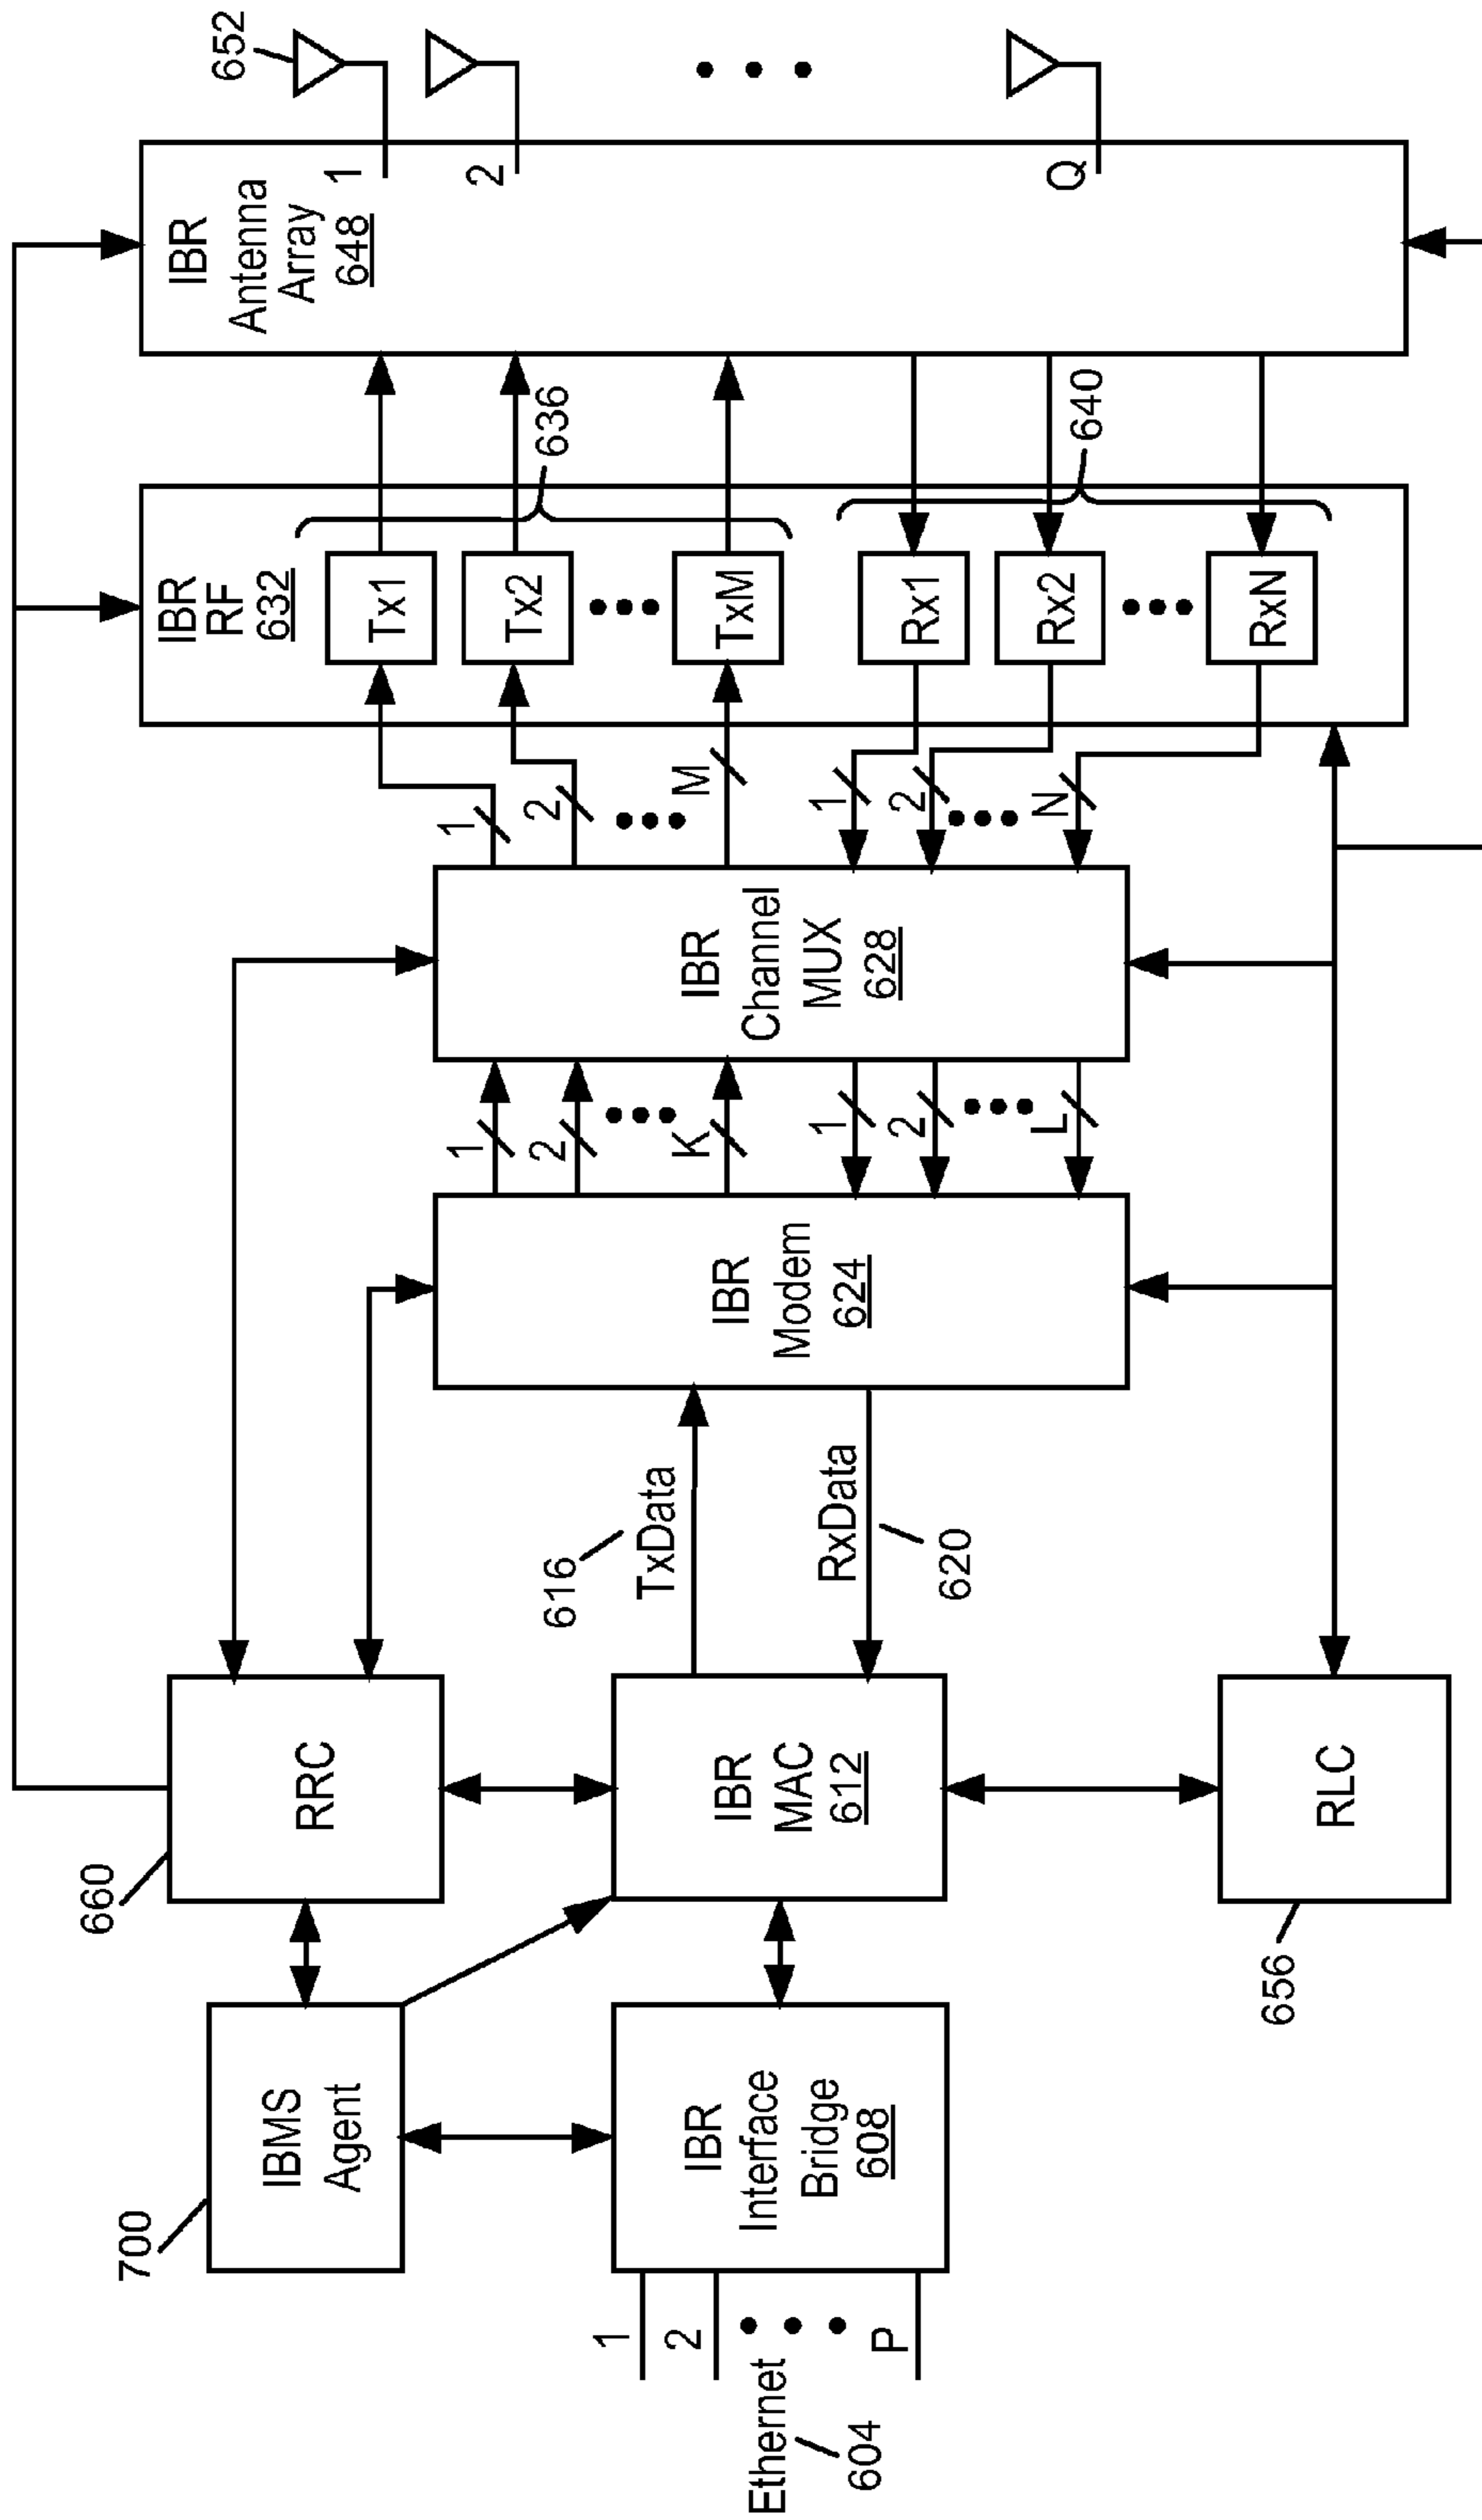 700
IBMS
Agent
660
RRC
Ethernet
604
1
2
P
IBR
Interface
Bridge
608
IBR
MAC
612
656
RLC
616
TxData
RxData
620
IBR
Modem
624
1
2
K
1
2
L
IBR
Channel
MUX
628
1
2
M
1
2
N
IBR
RF
632
Tx1
Tx2
TxM
Rx1
Rx2
RxN
636
640
IBR
Antenna
Array
648
1
2
Q
652